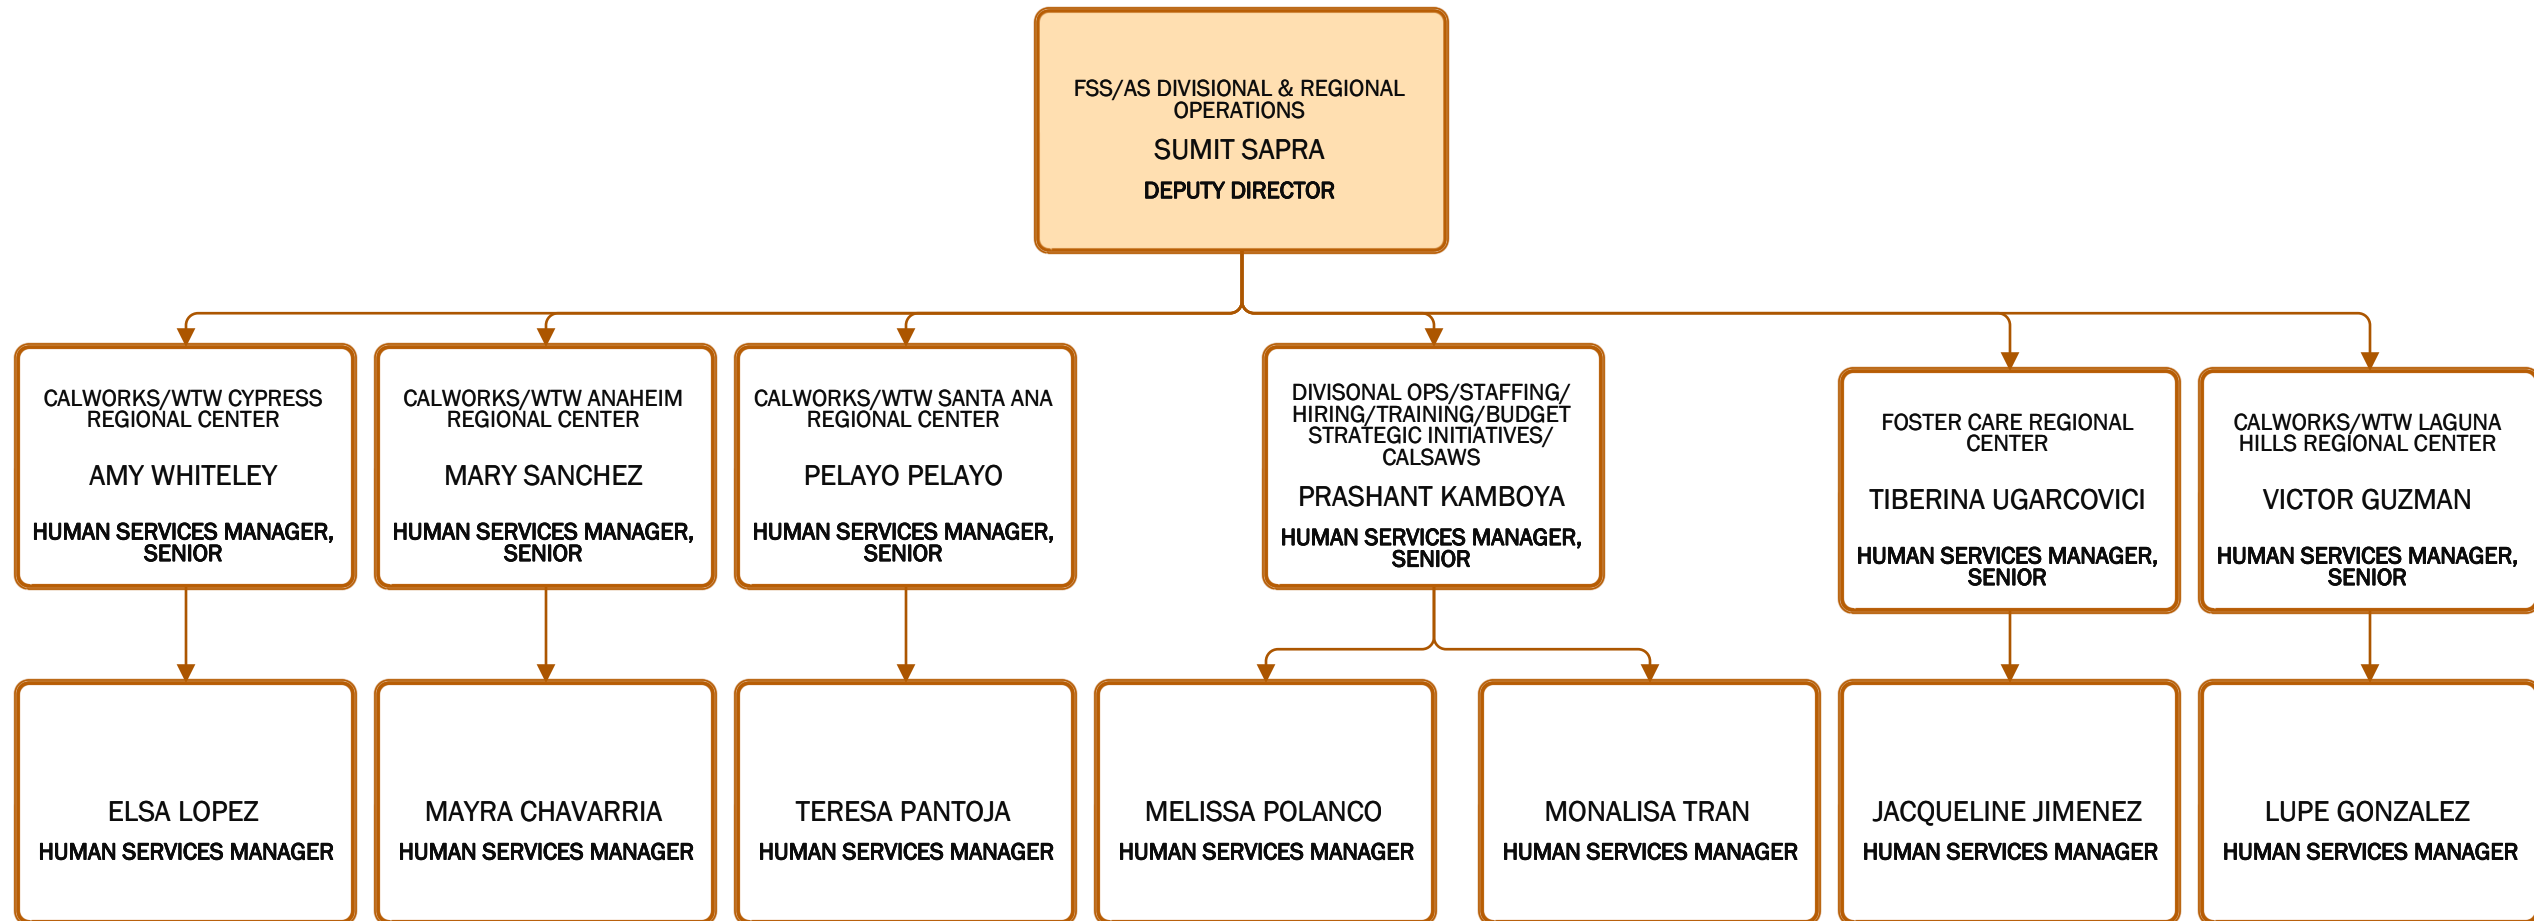 FSS/AS DIVISIONAL & REGIONAL
OPERATIONS
SUMIT SAPRA
DEPUTY DIRECTOR
CALWORKS/WTW CYPRESS
REGIONAL CENTER
AMY WHITELEY
HUMAN SERVICES MANAGER,
SENIOR
CALWORKS/WTW ANAHEIM
REGIONAL CENTER
MARY SANCHEZ
HUMAN SERVICES MANAGER,
SENIOR
CALWORKS/WTW SANTA ANA
REGIONAL CENTER
PELAYO PELAYO
HUMAN SERVICES MANAGER,
SENIOR
DIVISONAL OPS/STAFFING/
HIRING/TRAINING/BUDGET
STRATEGIC INITIATIVES/
CALSAWS
PRASHANT KAMBOYA
HUMAN SERVICES MANAGER,
SENIOR
FOSTER CARE REGIONAL
CENTER
TIBERINA UGARCOVICI
HUMAN SERVICES MANAGER,
SENIOR
CALWORKS/WTW LAGUNA
HILLS REGIONAL CENTER
VICTOR GUZMAN
HUMAN SERVICES MANAGER,
SENIOR
ELSA LOPEZ
HUMAN SERVICES MANAGER
MAYRA CHAVARRIA
HUMAN SERVICES MANAGER
TERESA PANTOJA
HUMAN SERVICES MANAGER
MELISSA POLANCO
HUMAN SERVICES MANAGER
MONALISA TRAN
HUMAN SERVICES MANAGER
JACQUELINE JIMENEZ
HUMAN SERVICES MANAGER
LUPE GONZALEZ
HUMAN SERVICES MANAGER